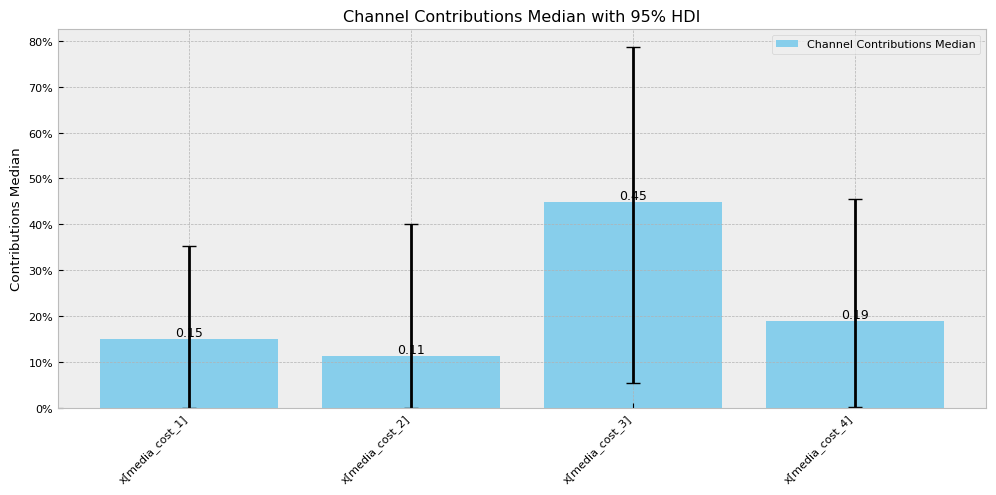 Channel Contributions Median with 95% HDI
Channel Contributions Median
80%
70%
60%
50%
40%
30%
20%
10%
0%
Contributions Median
0.15
0.11
0.45
0.19
x[media_cost_1]
x[media_cost_2]
x[media_cost_3]
x[media_cost_4]